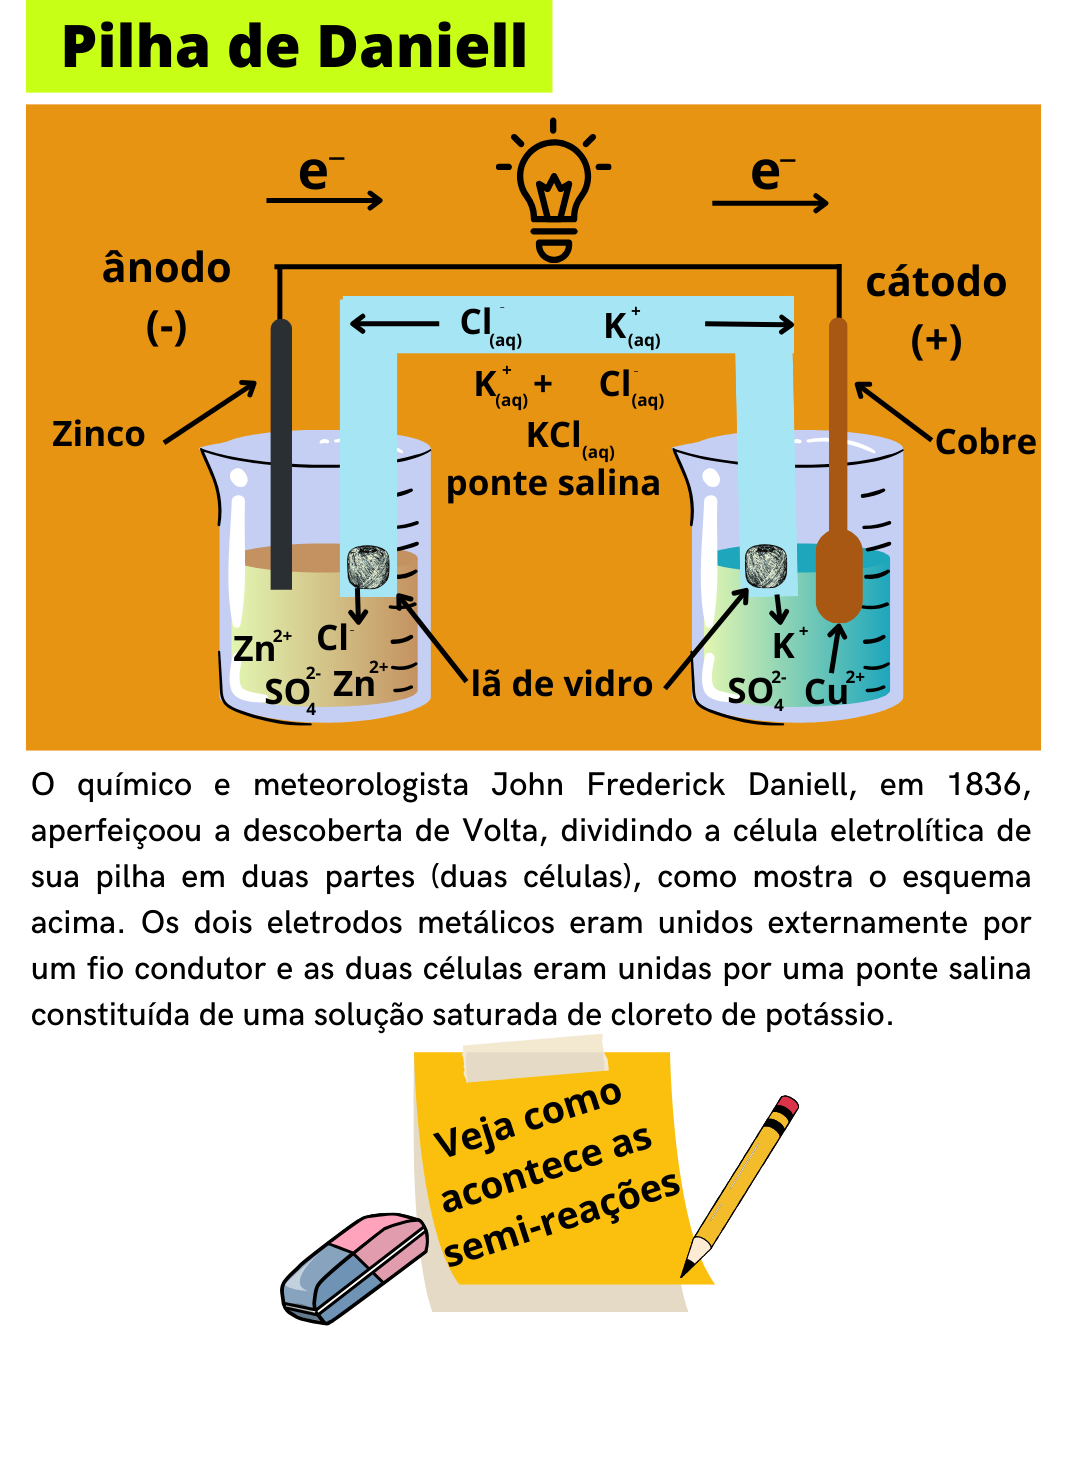 Pilha de Daniell
e⁻
e⁻
ânodo
(-)
cátodo
(+)
Cl⁻(aq)
K⁺(aq)
K⁺(aq) + Cl⁻(aq)
KCl(aq)
ponte salina
Zinco
Cobre
Zn²⁺
Cl⁻
SO₄²⁻
Zn²⁺
lã de vidro
K⁺
SO₄²⁻
Cu²⁺
O químico e meteorologista John Frederick Daniell, em 1836,
aperfeiçoou a descoberta de Volta, dividindo a célula eletrolítica de
sua pilha em duas partes (duas células), como mostra o esquema
acima. Os dois eletrodos metálicos eram unidos externamente por
um fio condutor e as duas células eram unidas por uma ponte salina
constituída de uma solução saturada de cloreto de potássio.
Veja como
acontece as
semi-reações